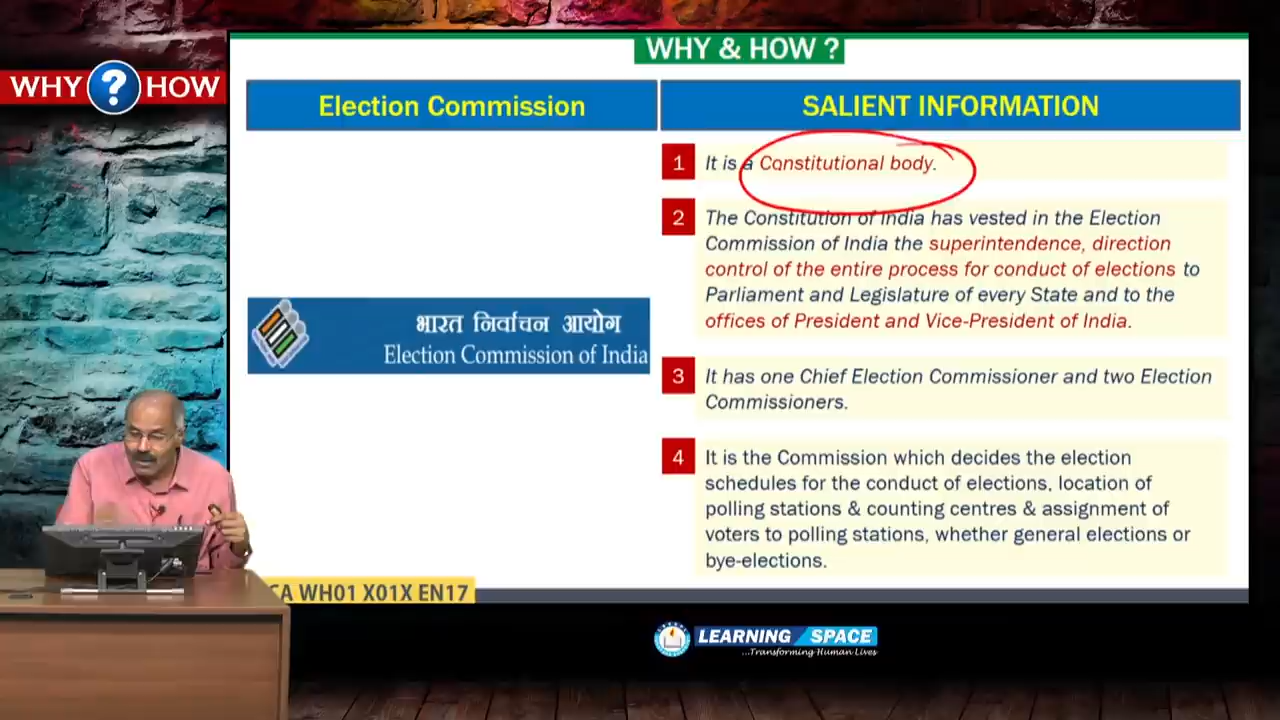 WHY & HOW ?
WHY ? HOW
Election Commission
SALIENT INFORMATION
1 It is a Constitutional body.
2 The Constitution of India has vested in the Election
Commission of India the superintendence, direction
control of the entire process for conduct of elections to
Parliament and Legislature of every State and to the
offices of President and Vice-President of India.
भारत निर्वाचन आयोग
Election Commission of India
3 It has one Chief Election Commissioner and two Election
Commissioners.
4 It is the Commission which decides the election
schedules for the conduct of elections, location of
polling stations & counting centres & assignment of
voters to polling stations, whether general elections or
bye-elections.
CA WH01 X01X EN17
LEARNING SPACE
...Transforming Human Lives